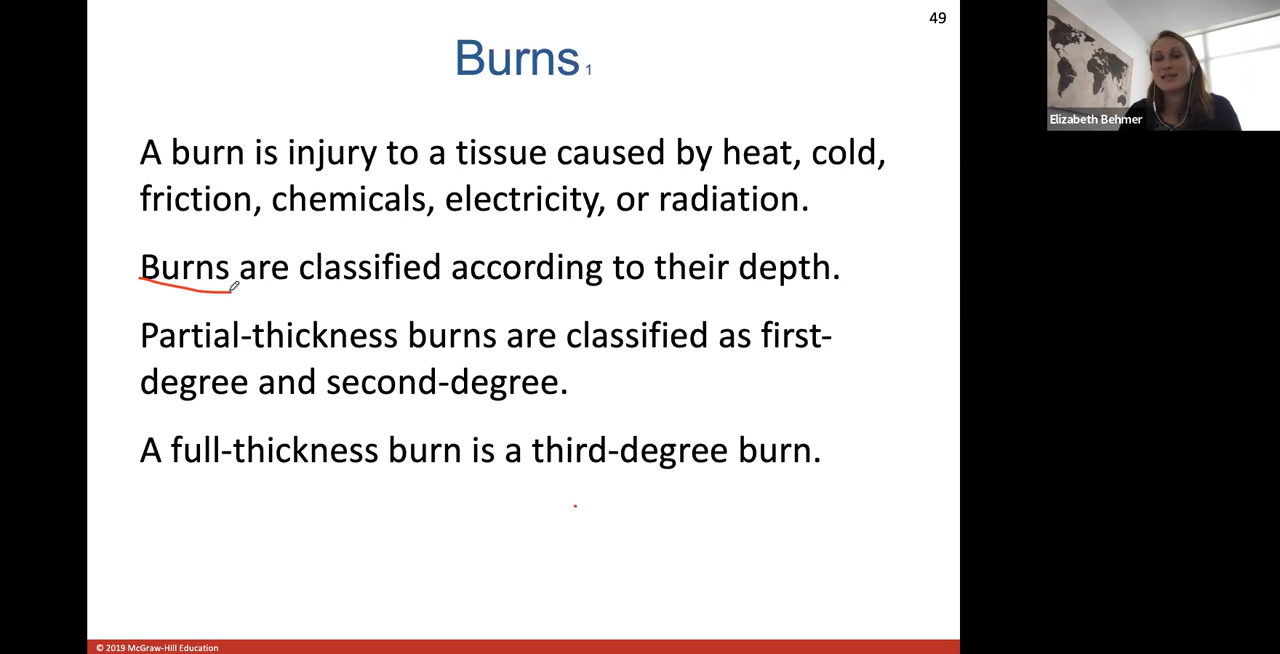 49
Burns 1
A burn is injury to a tissue caused by heat, cold,
friction, chemicals, electricity, or radiation.
Burns are classified according to their depth.
Partial-thickness burns are classified as first-
degree and second-degree.
A full-thickness burn is a third-degree burn.
© 2019 McGraw-Hill Education
Elizabeth Behmer